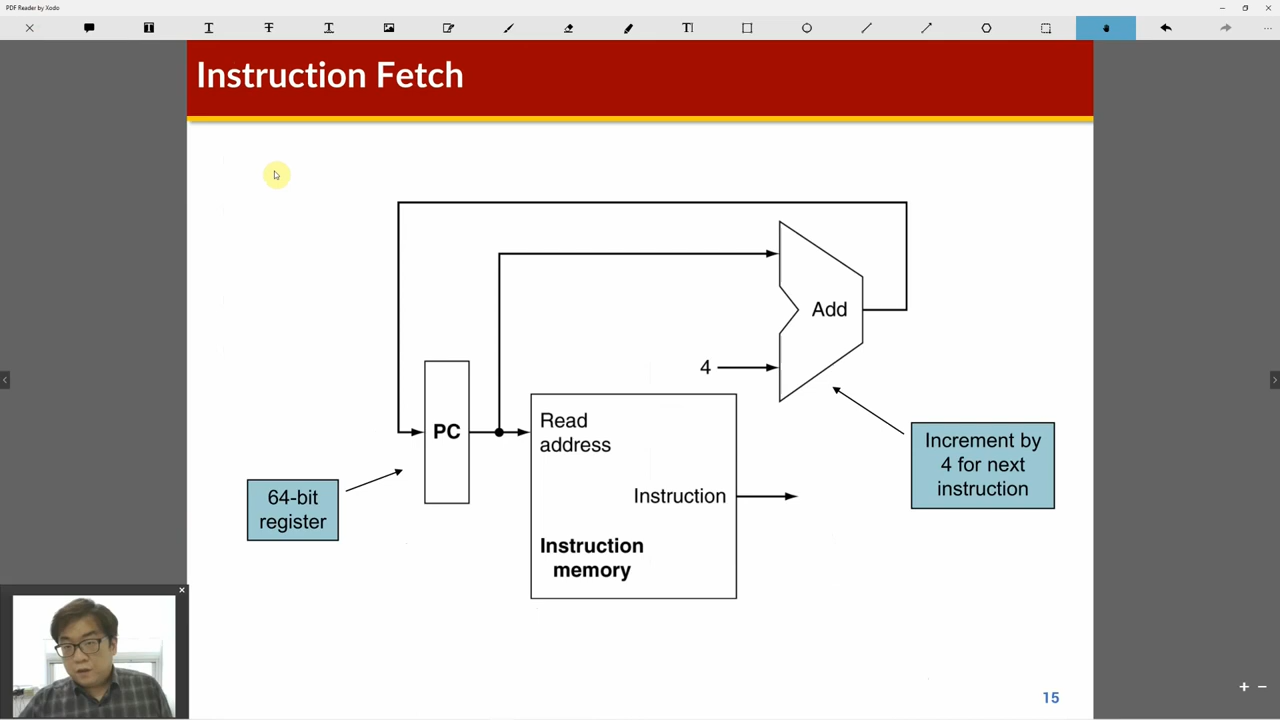 PDF Reader by Xodo
Instruction Fetch
Add
4
PC
Read
address
Instruction
Instruction
memory
64-bit
register
Increment by
4 for next
instruction
15